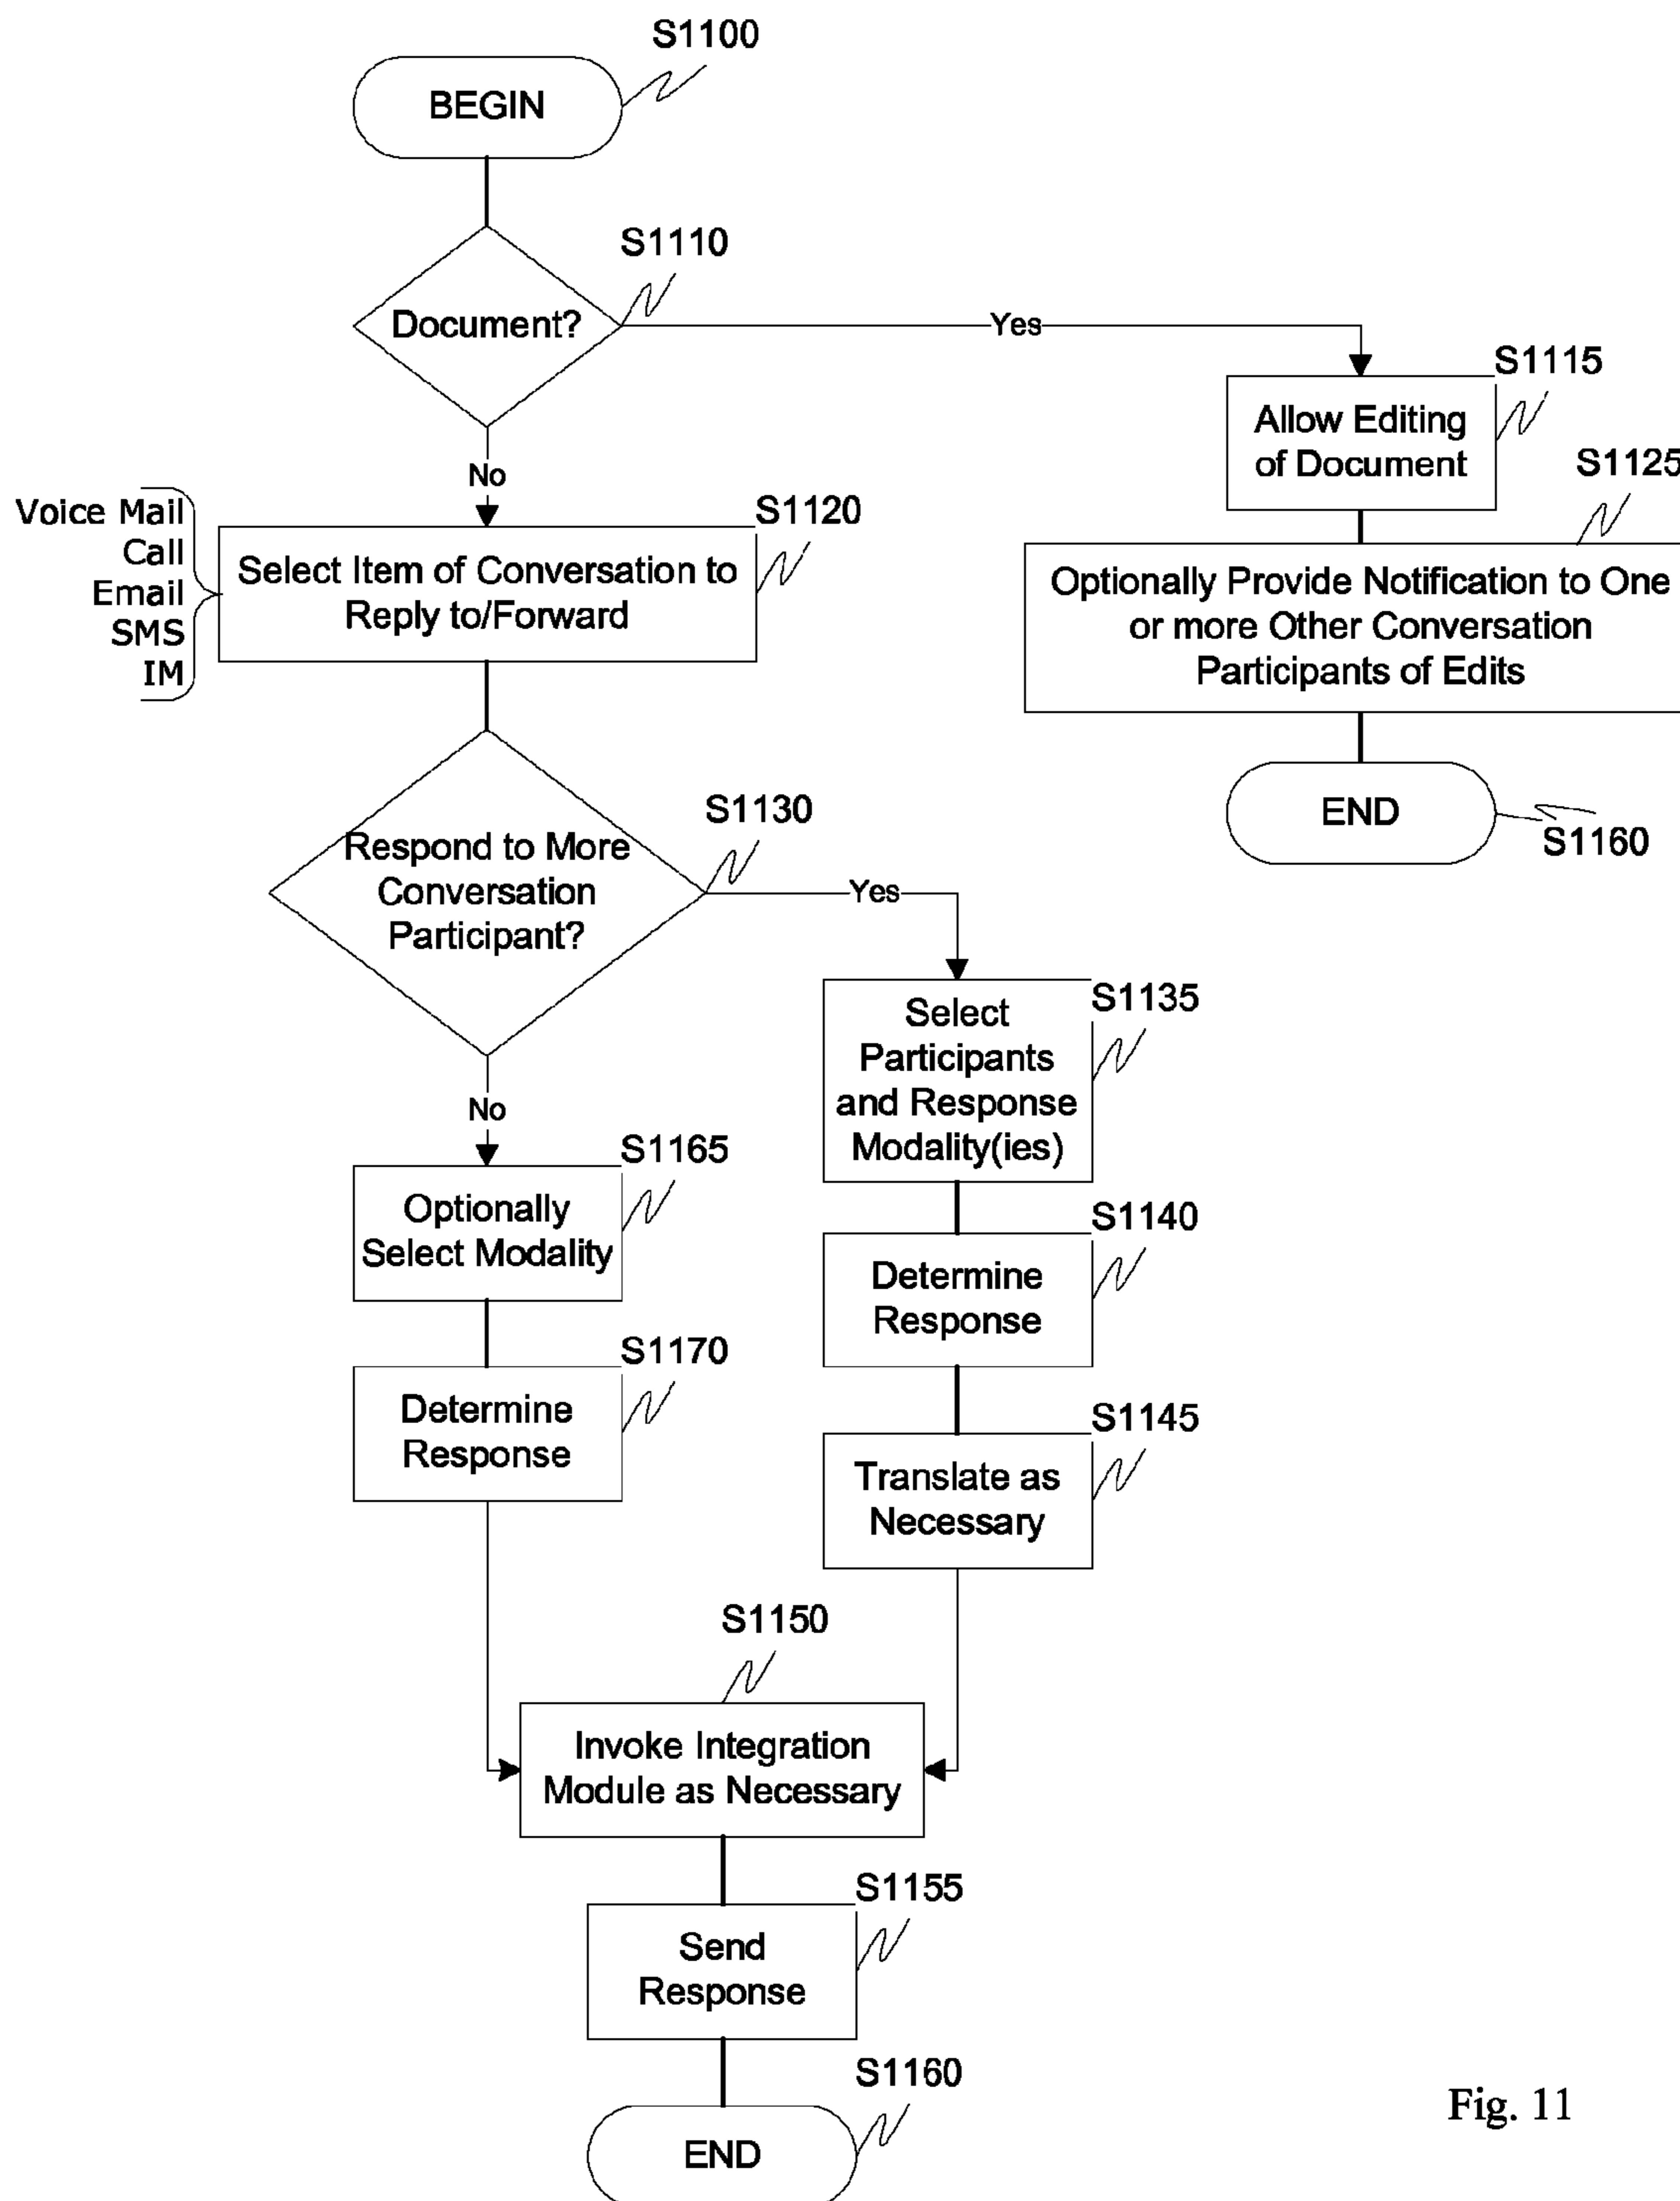 S1100
BEGIN
S1110
Document?
Yes
S1115
Allow Editing
of Document
S1125
Optionally Provide Notification to One
or more Other Conversation
Participants of Edits
END
S1160
No
Voice Mail
Call
Email
SMS
IM
S1120
Select Item of Conversation to
Reply to/Forward
S1130
Respond to More
Conversation
Participant?
Yes
S1135
Select
Participants
and Response
Modality(ies)
S1140
Determine
Response
S1145
Translate as
Necessary
No
S1165
Optionally
Select Modality
S1170
Determine
Response
S1150
Invoke Integration
Module as Necessary
S1155
Send
Response
S1160
END
Fig. 11